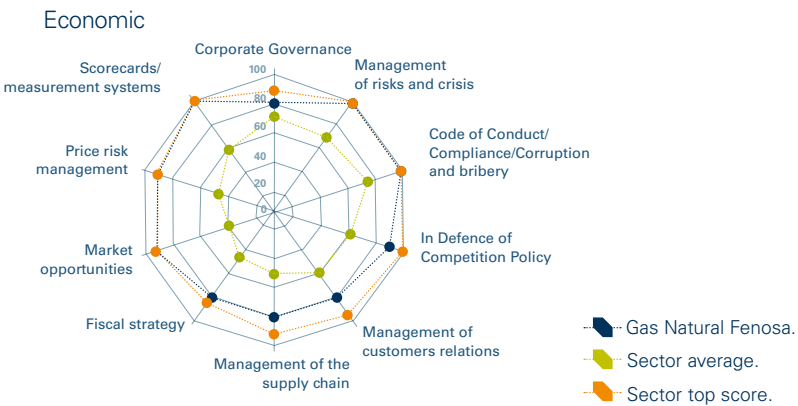 Economic
Corporate Governance
100
80
60
40
20
0
Management
of risks and crisis
Code of Conduct/
Compliance/Corruption
and bribery
In Defence of
Competition Policy
Management of
customers relations
Management of the
supply chain
Fiscal strategy
Market
opportunities
Price risk
management
Scorecards/
measurement systems
Gas Natural Fenosa.
Sector average.
Sector top score.